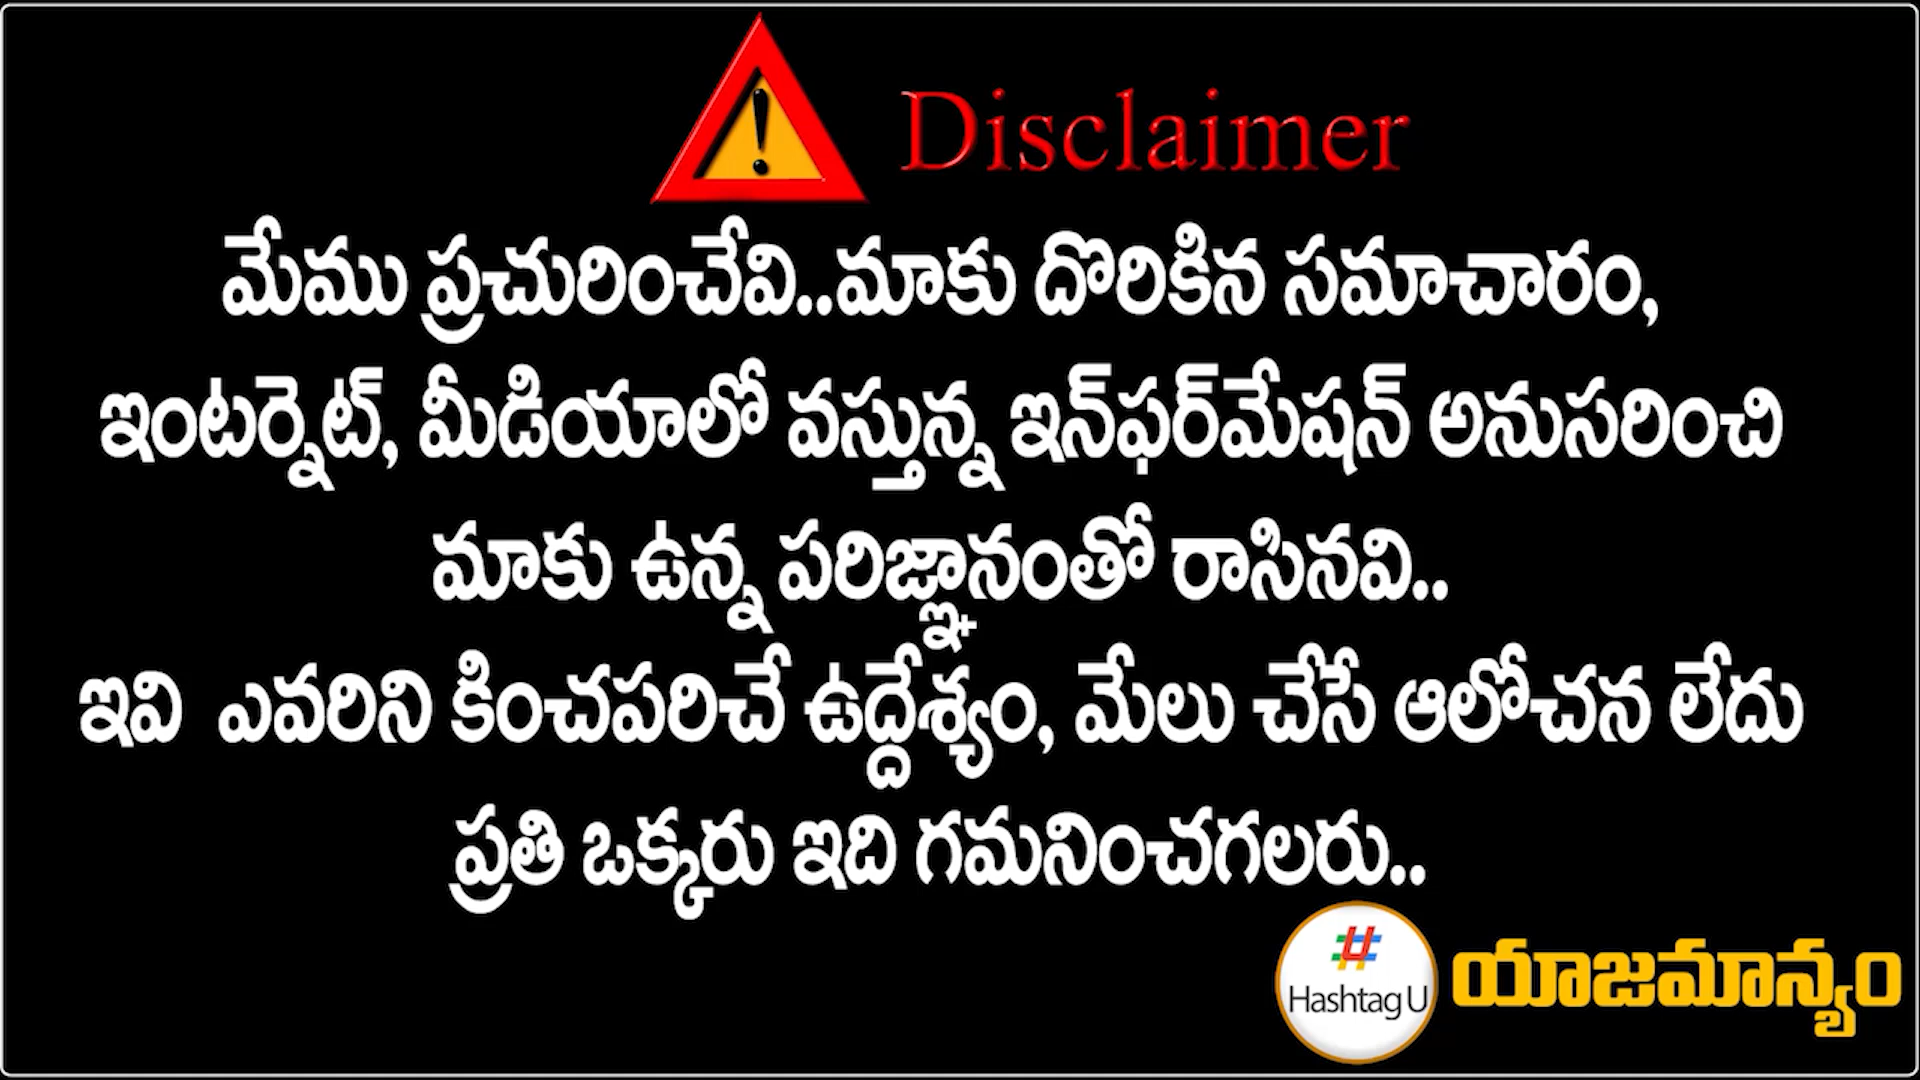 Disclaimer
మేము ప్రచురించేవి..మాకు దొరికిన సమాచారం,
ఇంటర్నెట్, మీడియాలో వస్తున్న ఇన్‌ఫర్‌మేషన్ అనుసరించి
మాకు ఉన్న పరిజ్ఞానంతో రాసినవి..
ఇవి ఎవరిని కించపరిచే ఉద్దేశ్యం, మేలు చేసే ఆలోచన లేదు
ప్రతి ఒక్కరు ఇది గమనించగలరు..
#
Hashtag U
యాజమాన్యం